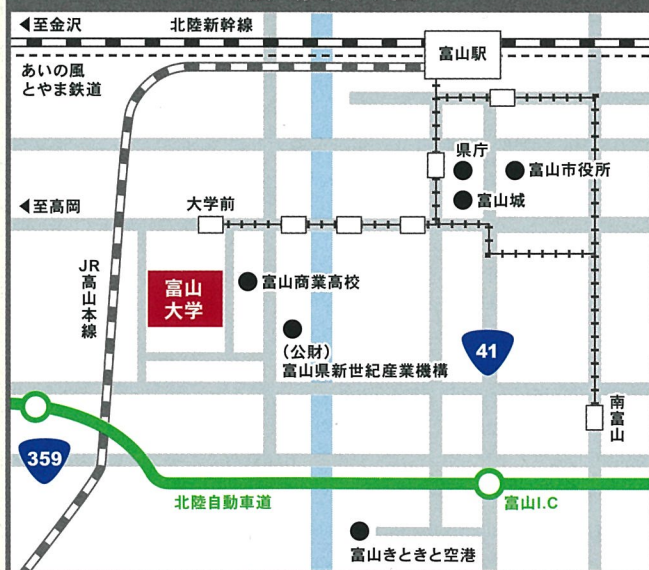 ◀至金沢
北陸新幹線
富山駅
あいの風
とやま鉄道
県庁
富山市役所
富山城
◀至高岡
大学前
JR高山本線
富山
大学
富山商業高校
(公財)
富山県新世紀産業機構
41
南富山
359
北陸自動車道
富山I.C
富山きときと空港